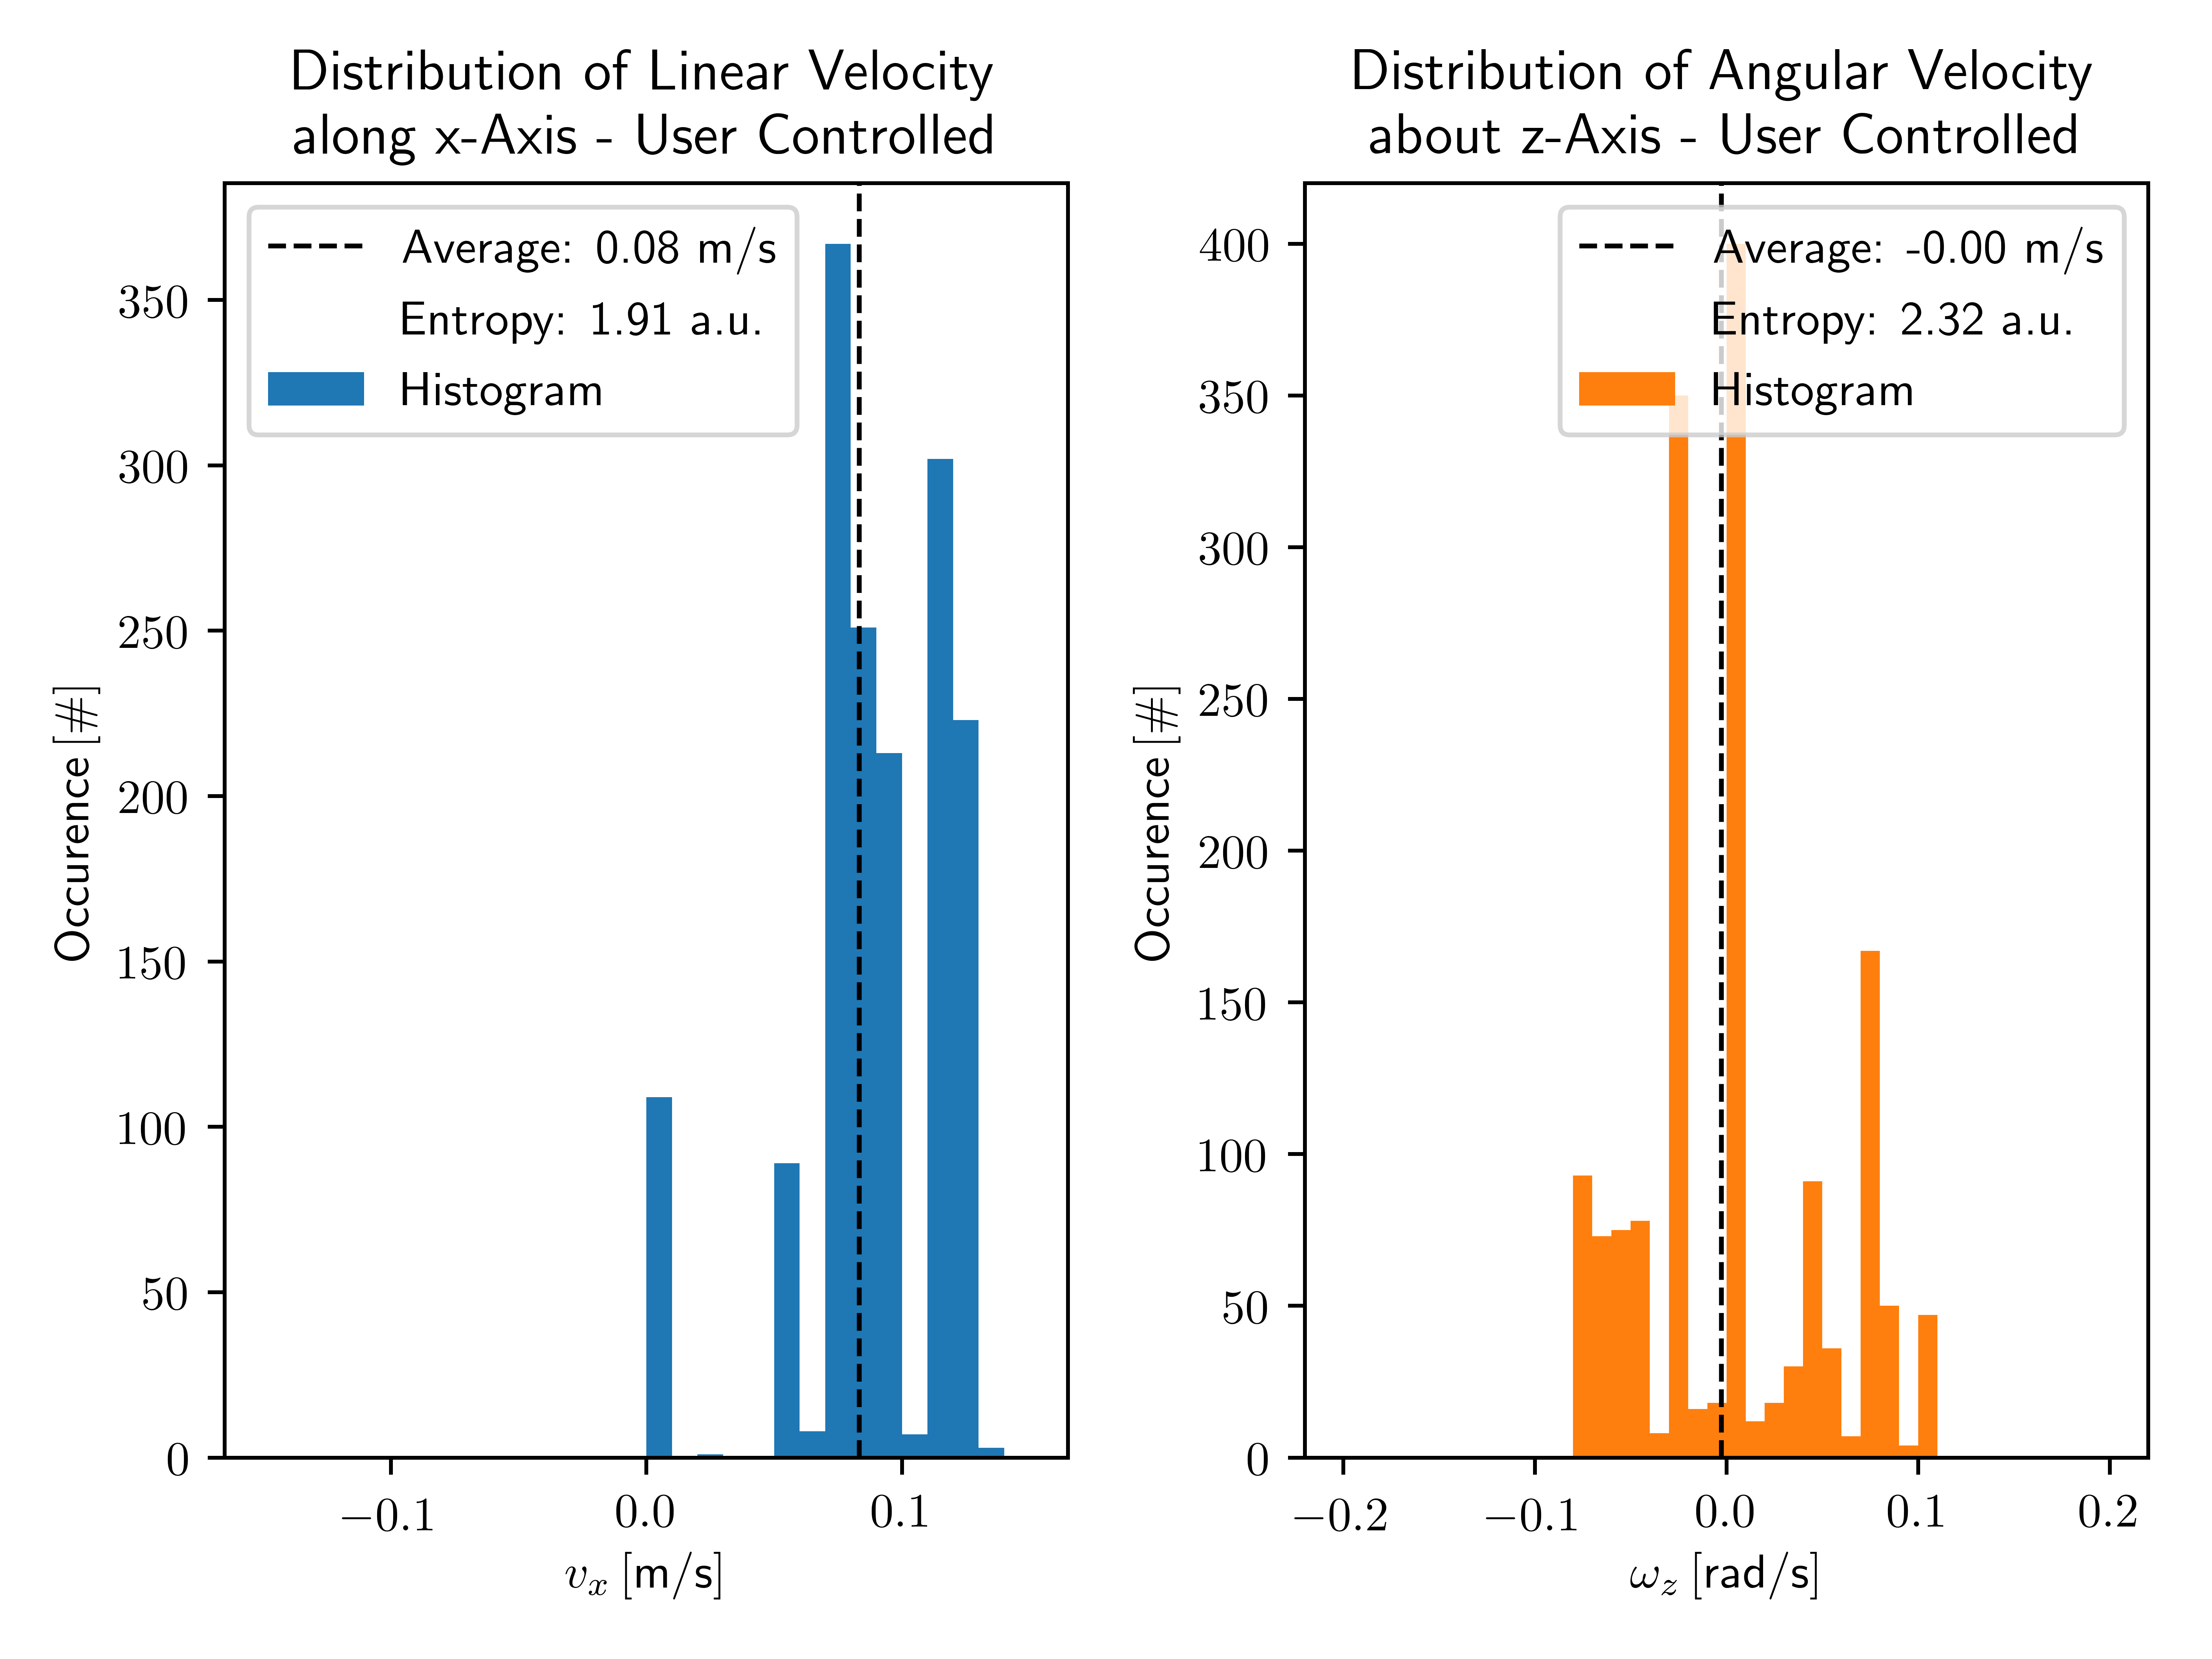 Distribution of Linear Velocity
along x-Axis - User Controlled
Average: 0.08 m/s
Entropy: 1.91 a.u.
Histogram
350
300
250
200
150
100
50
0
Occurence [#]
−0.1 0.0 0.1
v_x [m/s]
Distribution of Angular Velocity
about z-Axis - User Controlled
Average: -0.00 m/s
Entropy: 2.32 a.u.
Histogram
400
350
300
250
200
150
100
50
0
Occurence [#]
−0.2 −0.1 0.0 0.1 0.2
ω_z [rad/s]